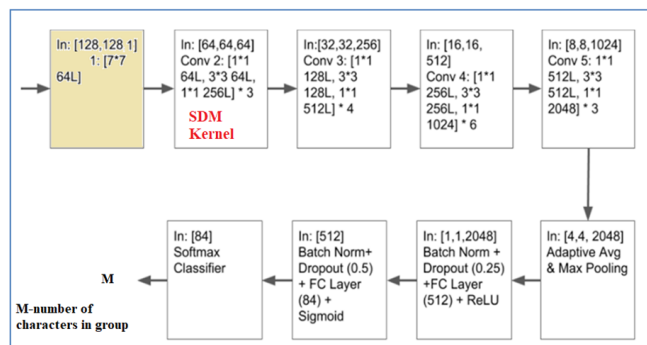 In: [128,128 1]
1: [7*7
64L]
In: [64,64,64]
Conv 2: [1*1
64L, 3*3 64L,
1*1 256L] * 3
SDM
Kernel
In:[32,32,256]
Conv 3: [1*1
128L, 3*3
128L, 1*1
512L] * 4
In: [16,16,
512]
Conv 4: [1*1
256L, 3*3
256L, 1*1
1024] * 6
In: [8,8,1024]
Conv 5: 1*1
512L, 3*3
512L, 1*1
2048] * 3
In: [84]
Softmax
Classifier
In: [512]
Batch Norm+
Dropout (0.5)
+ FC Layer
(84) +
Sigmoid
In: [1,1,2048]
Batch Norm +
Dropout (0.25)
+FC Layer
(512) + ReLU
In: [4,4, 2048]
Adaptive Avg
& Max Pooling
M
M-number of
characters in group